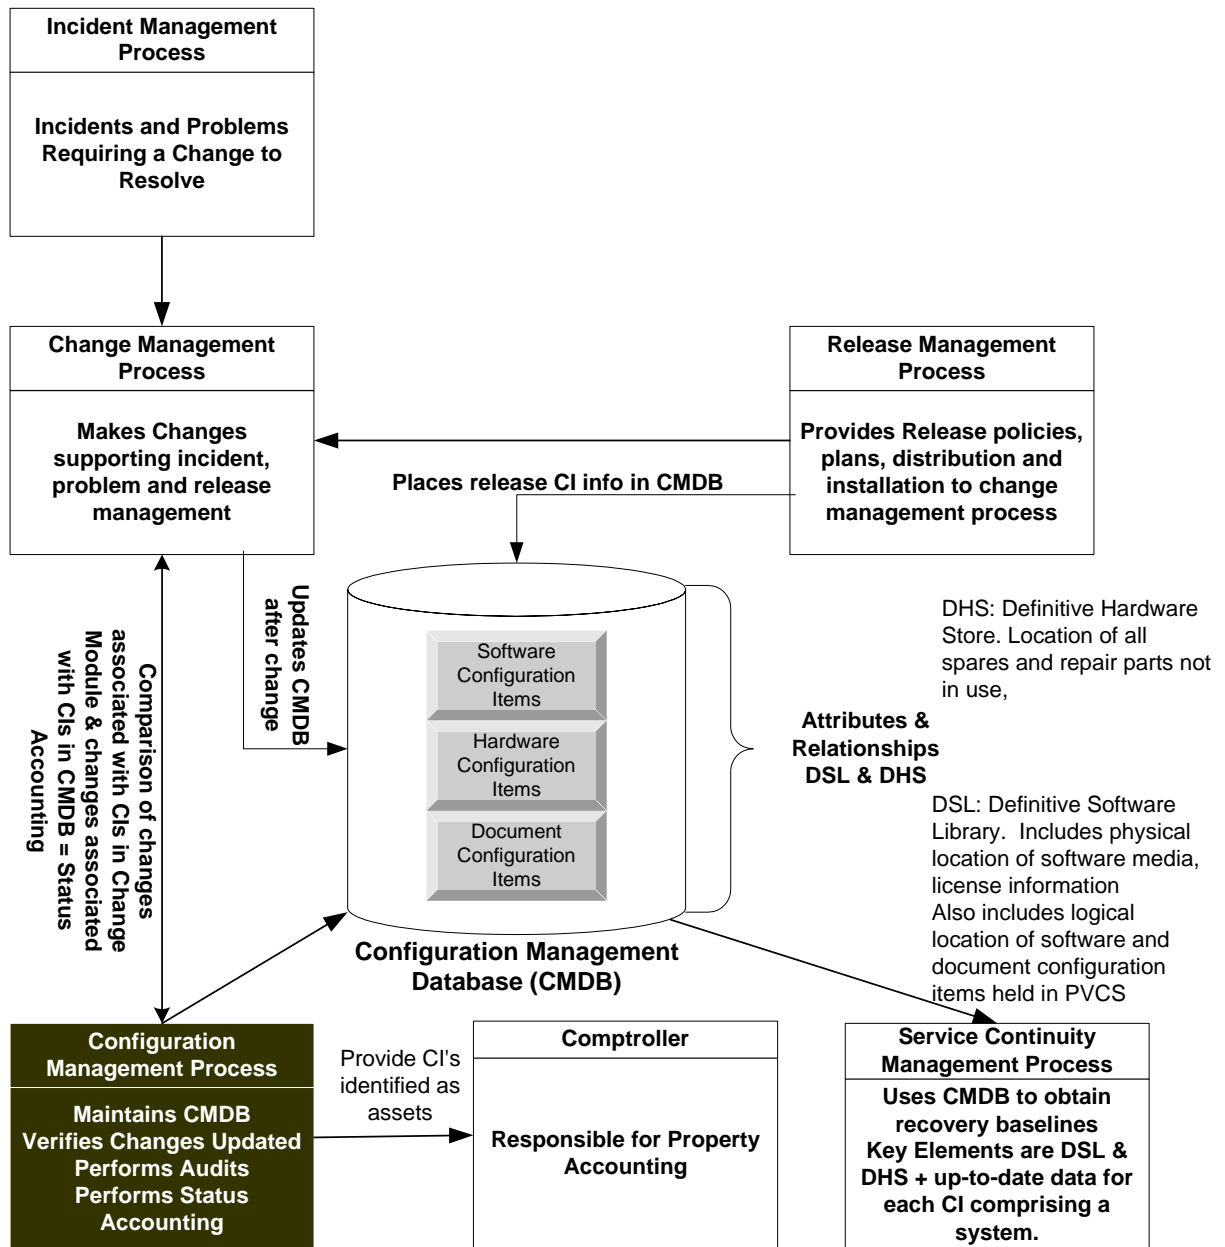 Incident Management
Process
Incidents and Problems
Requiring a Change to
Resolve
Change Management
Process
Makes Changes
supporting incident,
problem and release
management
Release Management
Process
Provides Release policies,
plans, distribution and
installation to change
management process
Places release CI info in CMDB
Updates CMDB
after change
Comparison of changes
associated with CIs in Change
Module & changes associated
with CIs in CMDB = Status
Accounting
Software
Configuration
Items
Hardware
Configuration
Items
Document
Configuration
Items
Attributes &
Relationships
DSL & DHS
DHS: Definitive Hardware
Store. Location of all
spares and repair parts not
in use,
DSL: Definitive Software
Library.  Includes physical
location of software media,
license information
Also includes logical
location of software and
document configuration
items held in PVCS
Configuration Management
Database (CMDB)
Configuration
Management Process
Maintains CMDB
Verifies Changes Updated
Performs Audits
Performs Status
Accounting
Provide CI's
identified as
assets
Comptroller
Responsible for Property
Accounting
Service Continuity
Management Process
Uses CMDB to obtain
recovery baselines
Key Elements are DSL &
DHS + up-to-date data for
each CI comprising a
system.